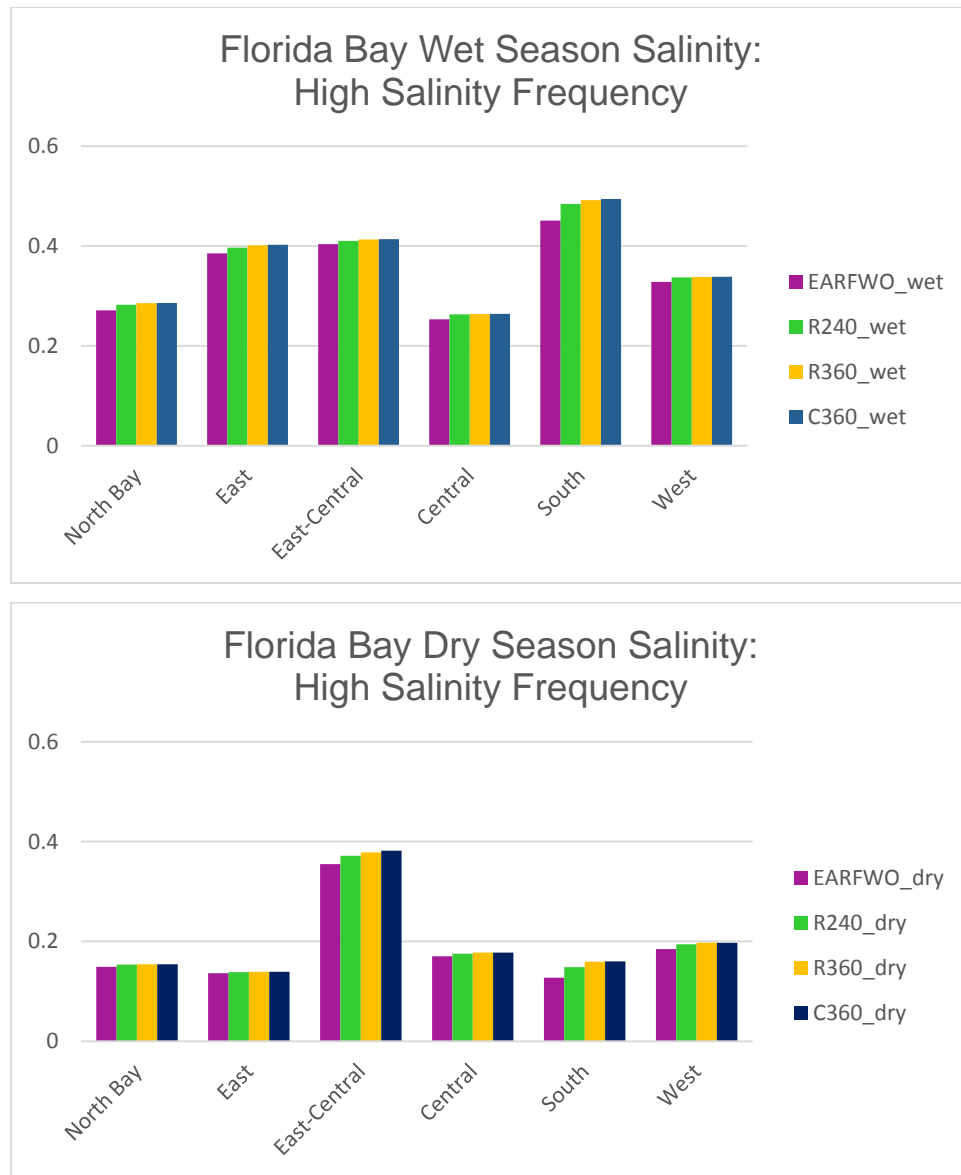 Florida Bay Wet Season Salinity:
High Salinity Frequency
0.6
0.4
0.2
0
North Bay
East
East-Central
Central
South
West
EARFWO_wet
R240_wet
R360_wet
C360_wet
Florida Bay Dry Season Salinity:
High Salinity Frequency
0.6
0.4
0.2
0
North Bay
East
East-Central
Central
South
West
EARFWO_dry
R240_dry
R360_dry
C360_dry